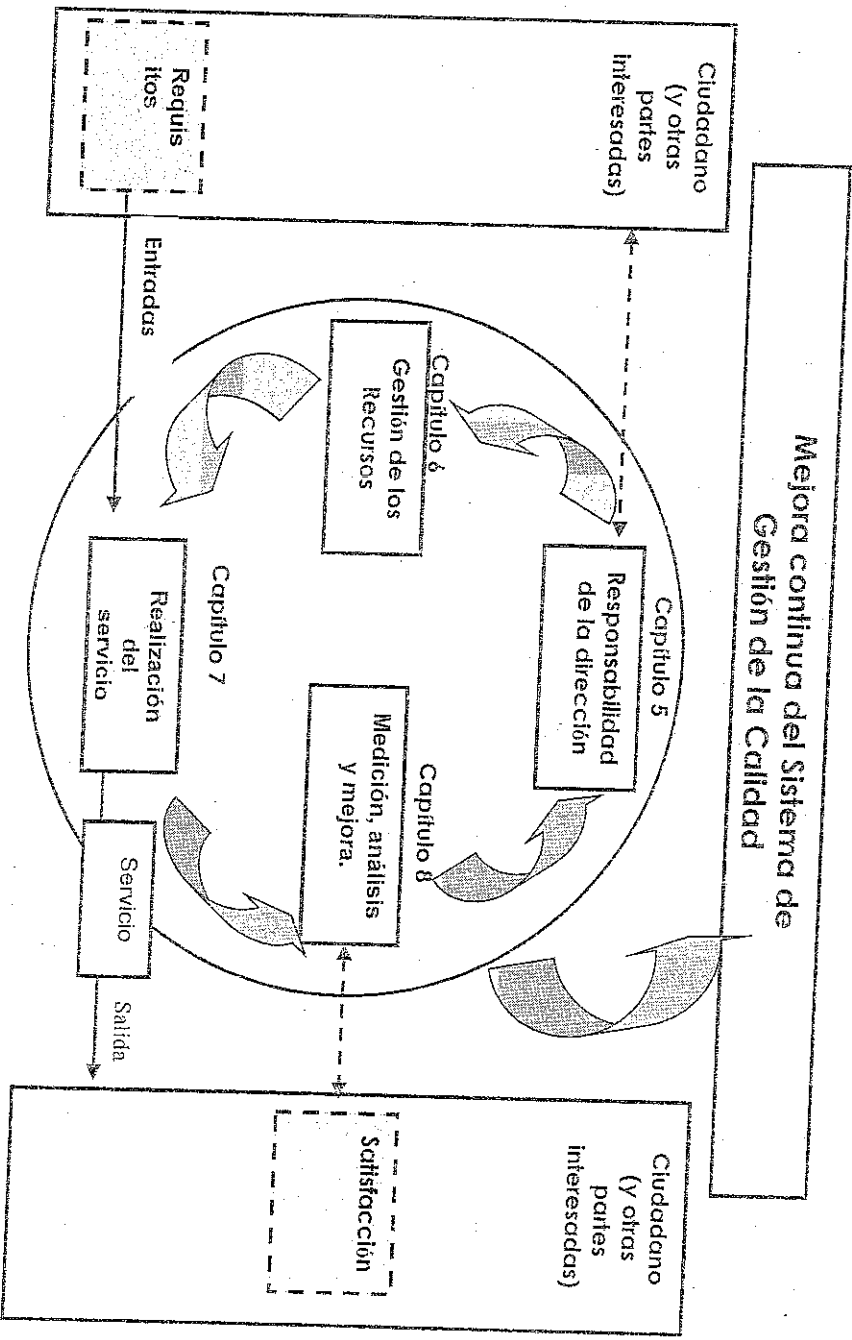 Mejora continua del Sistema de
Gestión de la Calidad
Ciudadano
(y otras
partes
interesadas)
Requis
itos
Entradas
Capítulo 5
Responsabilidad
de la dirección
Capítulo 6
Gestión de los
Recursos
Capítulo 8
Medición, análisis
y mejora.
Capítulo 7
Realización
del
servicio
Servicio
Salida
Ciudadano
(y otras
partes
interesadas)
Satisfacción